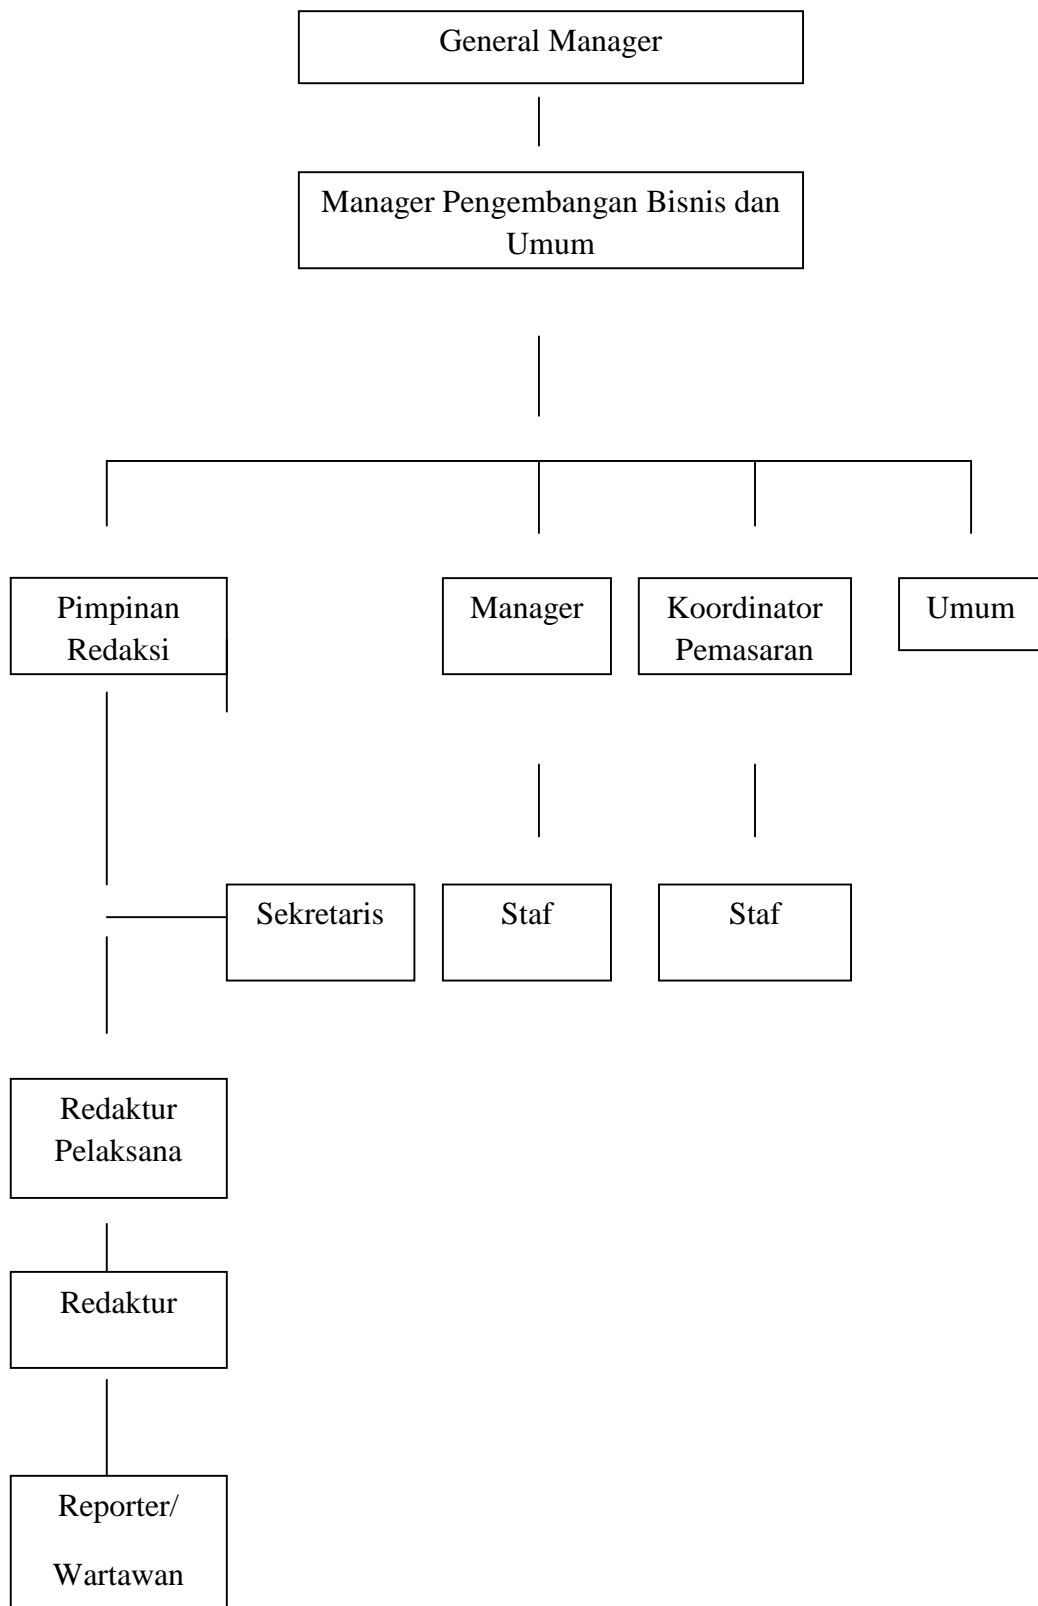 General Manager
Manager Pengembangan Bisnis dan
Umum
Pimpinan
Redaksi
Manager
Koordinator
Pemasaran
Umum
Sekretaris
Staf
Staf
Redaktur
Pelaksana
Redaktur
Reporter/
Wartawan